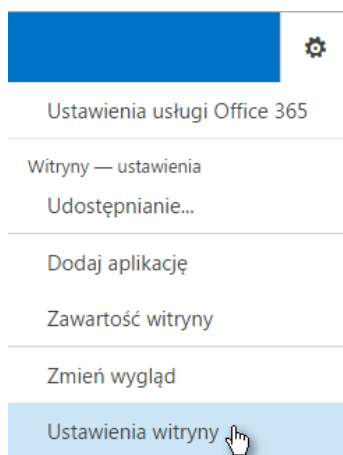 Ustawienia usługi Office 365
Witryny — ustawienia
Udostępnianie...
Dodaj aplikację
Zawartość witryny
Zmień wygląd
Ustawienia witryny